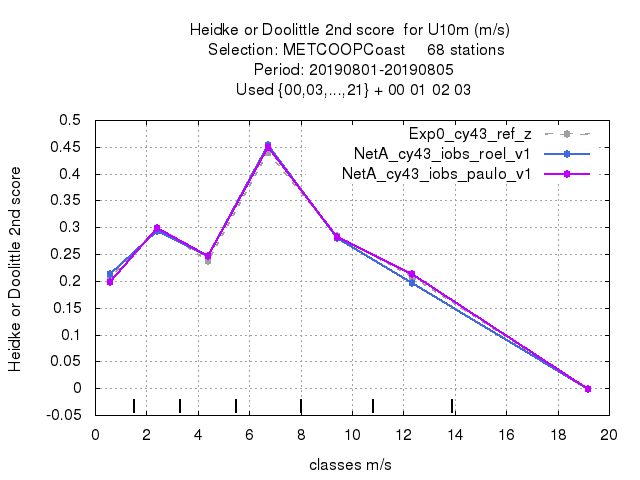 Heidke or Doolittle 2nd score  for U10m (m/s)
Selection: METCOOPCoast     68 stations
Period: 20190801-20190805
Used {00,03,...,21} + 00 01 02 03
Exp0_cy43_ref_z
NetA_cy43_iobs_roel_v1
NetA_cy43_iobs_paulo_v1
Heidke or Doolittle 2nd score
0.5
0.45
0.4
0.35
0.3
0.25
0.2
0.15
0.1
0.05
0
-0.05
0 2 4 6 8 10 12 14 16 18 20
classes m/s